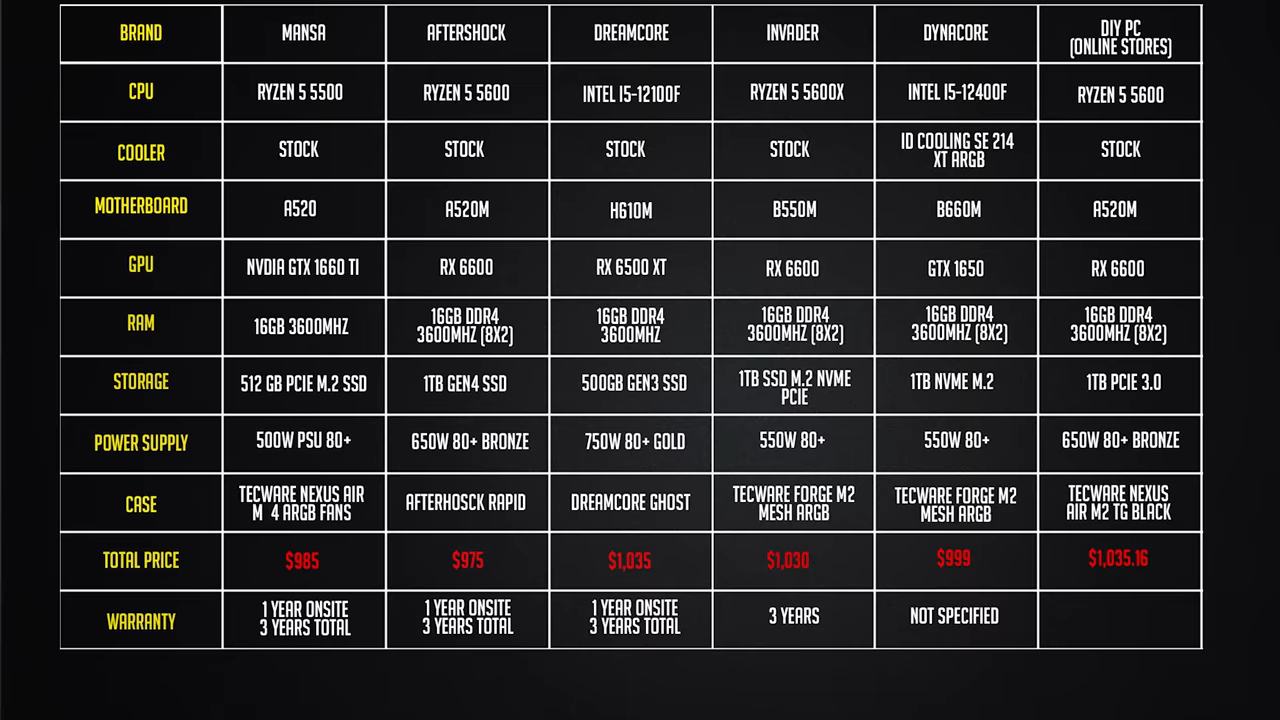 BRAND MANSA AFTERSHOCK DREAMCORE INVADER DYNACORE DIY PC
(ONLINE STORES)
CPU RYZEN 5 5500 RYZEN 5 5600 INTEL I5-12100F RYZEN 5 5600X INTEL I5-12400F RYZEN 5 5600
COOLER STOCK STOCK STOCK STOCK ID COOLING SE 214
XT ARGB STOCK
MOTHERBOARD A520 A520M H610M B550M B660M A520M
GPU NVDIA GTX 1660 TI RX 6600 RX 6500 XT RX 6600 GTX 1650 RX 6600
RAM 16GB 3600MHZ 16GB DDR4
3600MHZ (8X2) 16GB DDR4
3600MHZ 16GB DDR4
3600MHZ (8X2) 16GB DDR4
3600MHZ (8X2) 16GB DDR4
3600MHZ (8X2)
STORAGE 512 GB PCIE M.2 SSD 1TB GEN4 SSD 500GB GEN3 SSD 1TB SSD M.2 NVME
PCIE 1TB NVME M.2 1TB PCIE 3.0
POWER SUPPLY 500W PSU 80+ 650W 80+ BRONZE 750W 80+ GOLD 550W 80+ 550W 80+ 650W 80+ BRONZE
CASE TECWARE NEXUS AIR
M 4 ARGB FANS AFTERHOSCK RAPID DREAMCORE GHOST TECWARE FORGE M2
MESH ARGB TECWARE FORGE M2
MESH ARGB TECWARE NEXUS
AIR M2 TG BLACK
TOTAL PRICE $985 $975 $1,035 $1,030 $999 $1,035.16
WARRANTY 1 YEAR ONSITE
3 YEARS TOTAL 1 YEAR ONSITE
3 YEARS TOTAL 1 YEAR ONSITE
3 YEARS TOTAL 3 YEARS NOT SPECIFIED